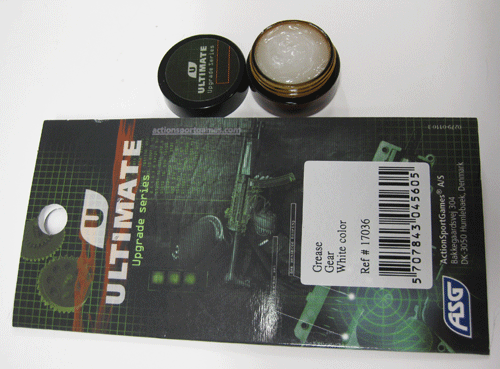 U
ULTIMATE
Upgrade Series
U
ULTIMATE
Upgrade series
actionsportgames.com
Grease
Gear
White color
Ref # 17036
5 707843 045605
ActionSportGames® A/S
Bakkegaardsvej 304
DK-3050 Humlebaek, Denmark
ASG